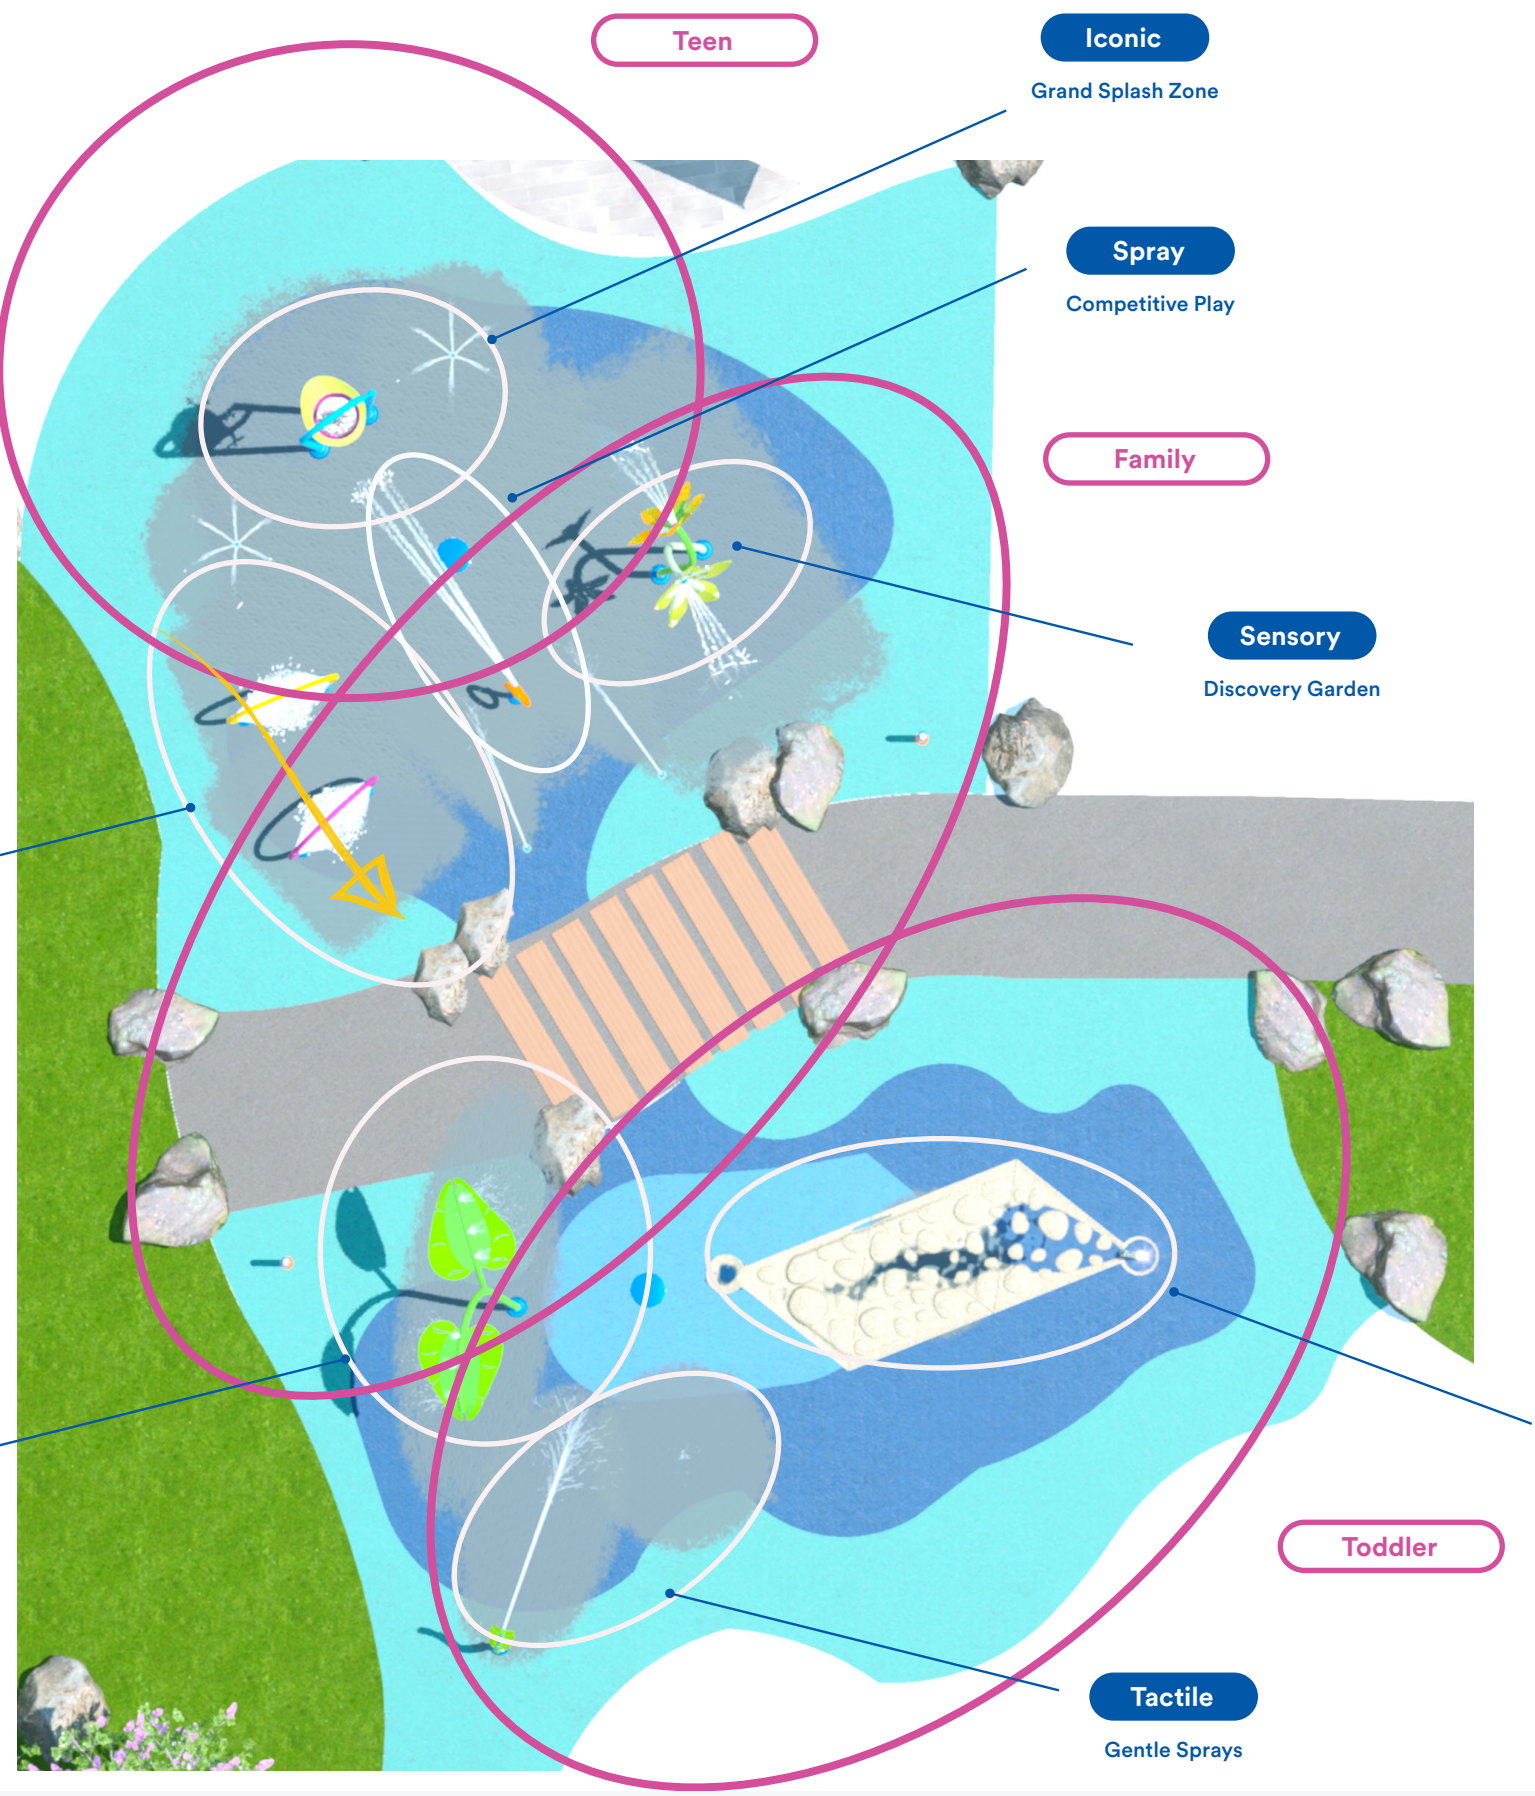 Teen
Iconic
Grand Splash Zone
Spray
Competitive Play
Family
Sensory
Discovery Garden
Toddler
Tactile
Gentle Sprays